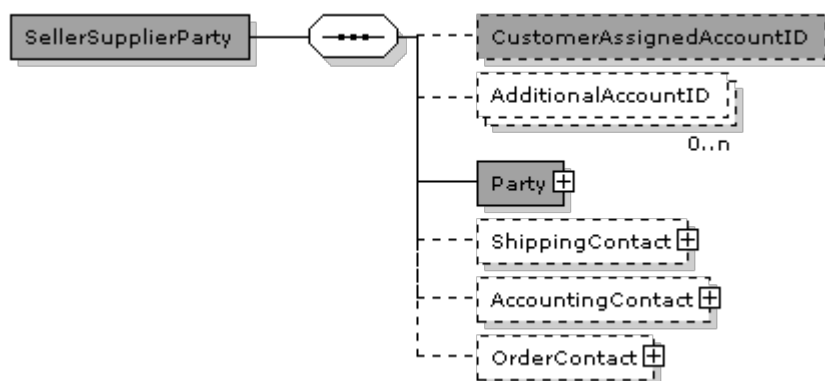 SellerSupplierParty
CustomerAssignedAccountID
AdditionalAccountID
0..n
Party
ShippingContact
AccountingContact
OrderContact